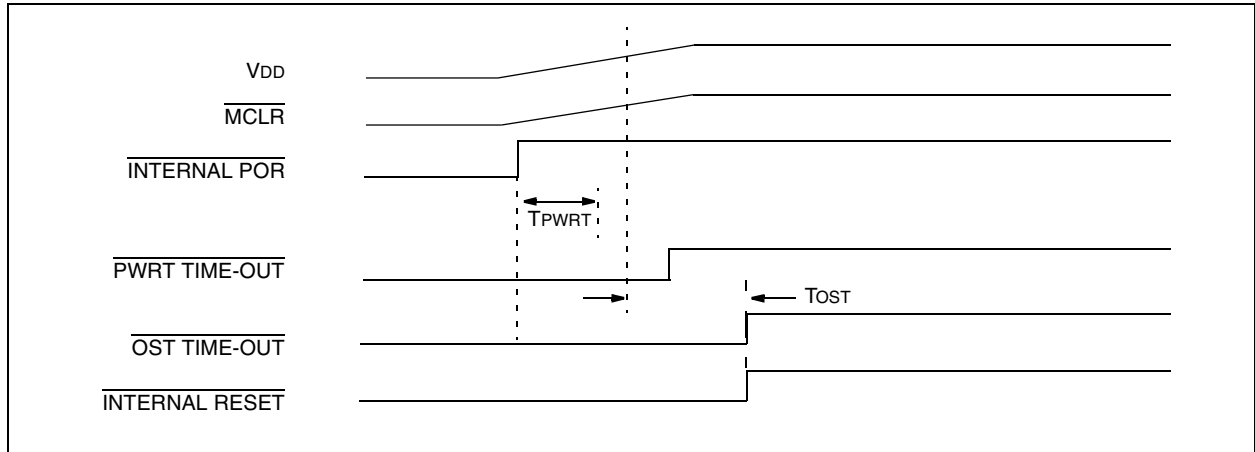 VDD
MCLR
INTERNAL POR
TPWRT
PWRT TIME-OUT
TOST
OST TIME-OUT
INTERNAL RESET